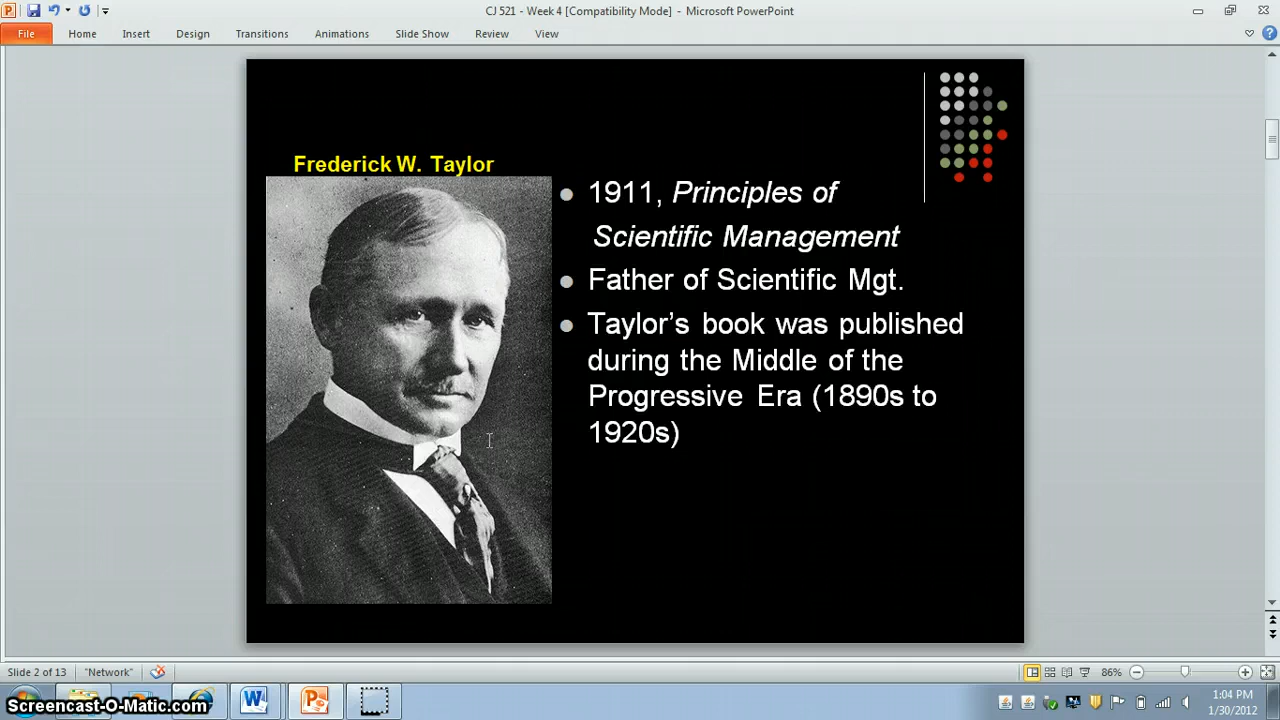 CJ 521 - Week 4 [Compatibility Mode] - Microsoft PowerPoint
File Home Insert Design Transitions Animations Slide Show Review View
Frederick W. Taylor
1911, Principles of
Scientific Management
Father of Scientific Mgt.
Taylor's book was published
during the Middle of the
Progressive Era (1890s to
1920s)
Slide 2 of 13 "Network" 86%
Screencast-O-Matic.com
1:04 PM
1/30/2012